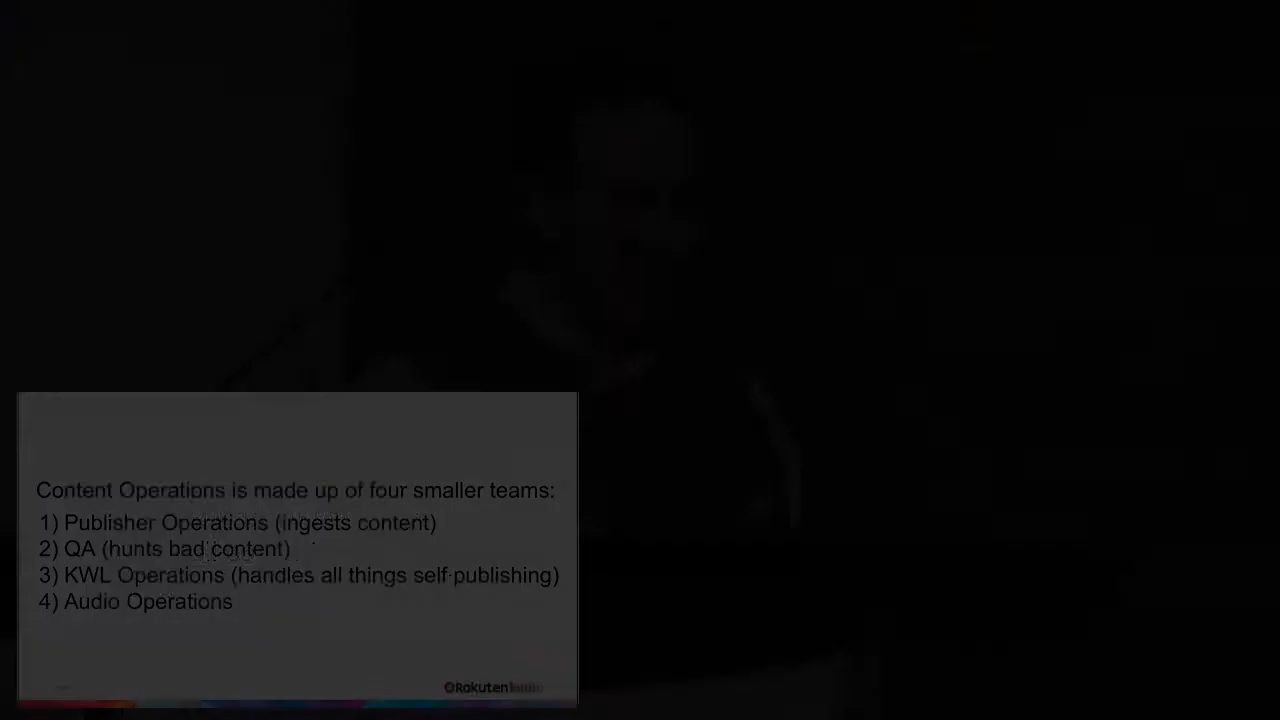 Content Operations is made up of four smaller teams:
1) Publisher Operations (ingests content)
2) QA (hunts bad content)
3) KWL Operations (handles all things self-publishing)
4) Audio Operations
Rakuten kobo